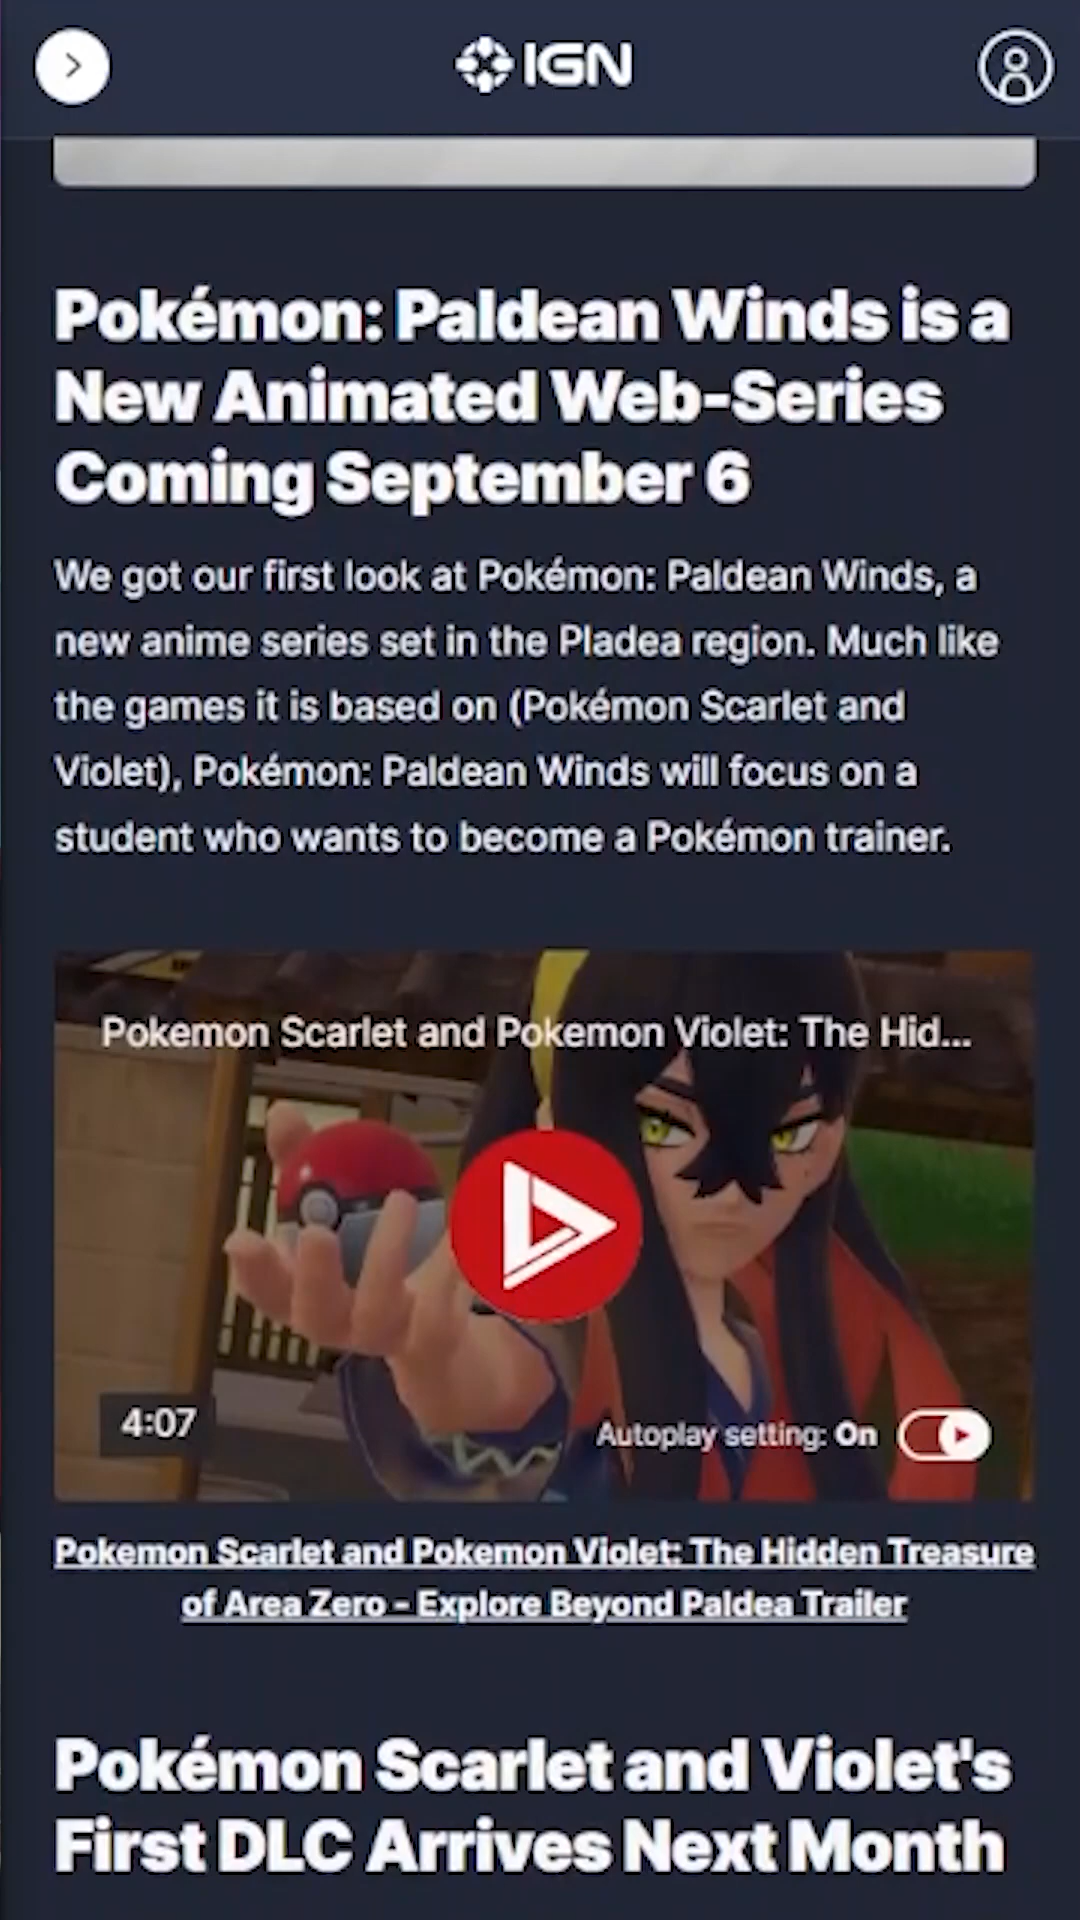 IGN
Pokémon: Paldean Winds is a
New Animated Web-Series
Coming September 6
We got our first look at Pokémon: Paldean Winds, a
new anime series set in the Pladea region. Much like
the games it is based on (Pokémon Scarlet and
Violet), Pokémon: Paldean Winds will focus on a
student who wants to become a Pokémon trainer.
Pokemon Scarlet and Pokemon Violet: The Hid...
4:07
Autoplay setting: On
Pokemon Scarlet and Pokemon Violet: The Hidden Treasure
of Area Zero - Explore Beyond Paldea Trailer
Pokémon Scarlet and Violet's
First DLC Arrives Next Month